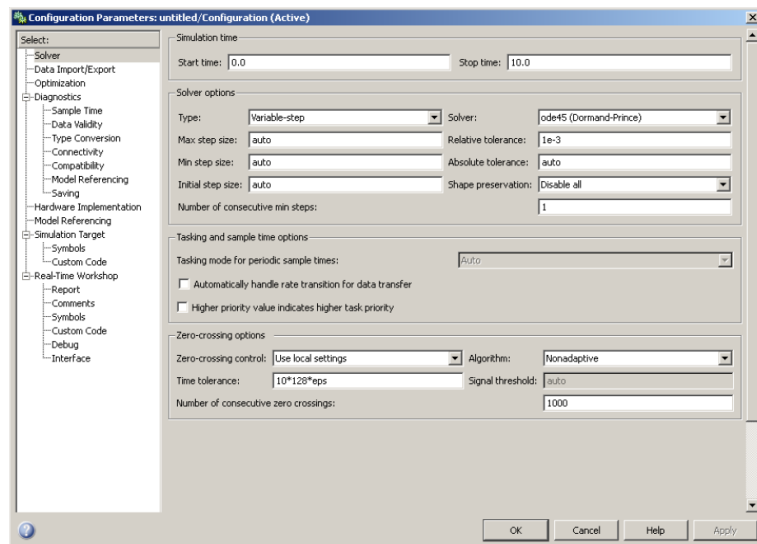 Configuration Parameters: untitled/Configuration (Active)
Select:
Solver
Data Import/Export
Optimization
Diagnostics
Sample Time
Data Validity
Type Conversion
Connectivity
Compatibility
Model Referencing
Saving
Hardware Implementation
Model Referencing
Simulation Target
Symbols
Custom Code
Real-Time Workshop
Report
Comments
Symbols
Custom Code
Debug
Interface
Simulation time
Start time: 0.0 Stop time: 10.0
Solver options
Type: Variable-step Solver: ode45 (Dormand-Prince)
Max step size: auto Relative tolerance: 1e-3
Min step size: auto Absolute tolerance: auto
Initial step size: auto Shape preservation: Disable all
Number of consecutive min steps: 1
Tasking and sample time options
Tasking mode for periodic sample times: Auto
Automatically handle rate transition for data transfer
Higher priority value indicates higher task priority
Zero-crossing options
Zero-crossing control: Use local settings Algorithm: Nonadaptive
Time tolerance: 10*128*eps Signal threshold: auto
Number of consecutive zero crossings: 1000
OK Cancel Help Apply